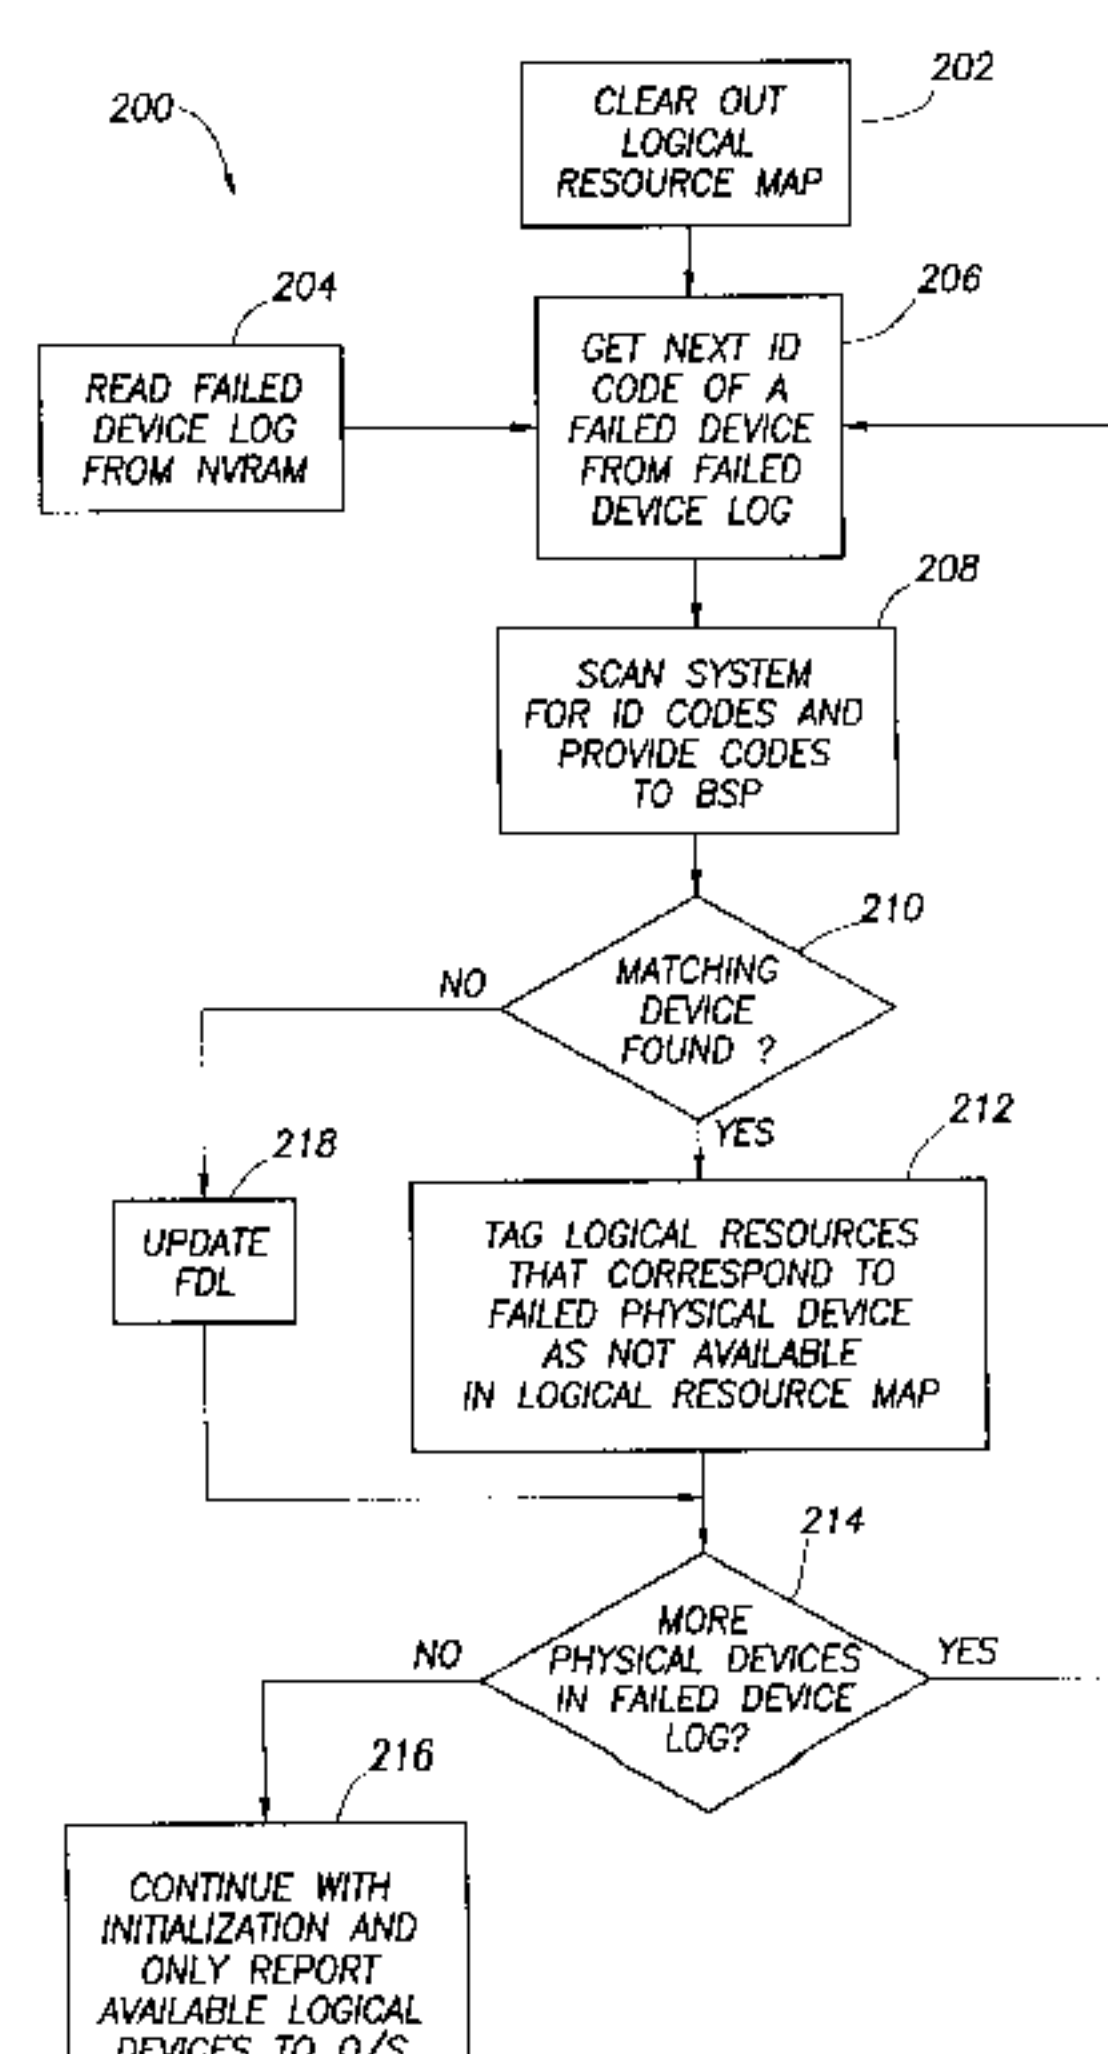 200
202
CLEAR OUT
LOGICAL
RESOURCE MAP
204
READ FAILED
DEVICE LOG
FROM NVRAM
206
GET NEXT ID
CODE OF A
FAILED DEVICE
FROM FAILED
DEVICE LOG
208
SCAN SYSTEM
FOR ID CODES AND
PROVIDE CODES
TO BSP
210
MATCHING
DEVICE
FOUND ?
NO
YES
212
TAG LOGICAL RESOURCES
THAT CORRESPOND TO
FAILED PHYSICAL DEVICE
AS NOT AVAILABLE
IN LOGICAL RESOURCE MAP
218
UPDATE
FDL
214
MORE
PHYSICAL DEVICES
IN FAILED DEVICE
LOG?
NO
YES
216
CONTINUE WITH
INITIALIZATION AND
ONLY REPORT
AVAILABLE LOGICAL
DEVICES TO O/S